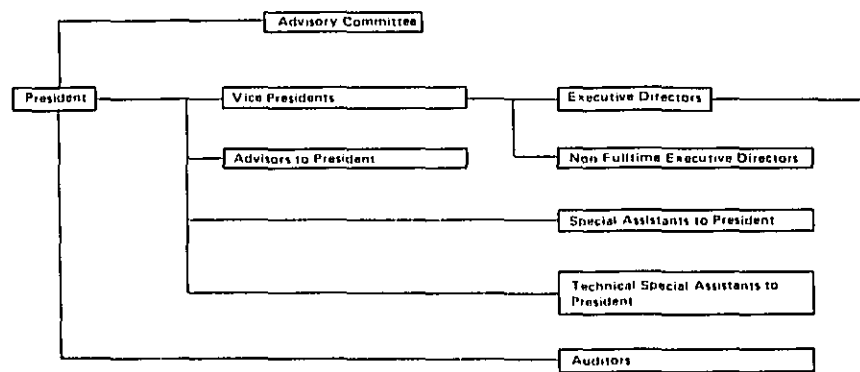 Advisory Committee
President
Vice Presidents
Executive Directors
Advisors to President
Non Fulltime Executive Directors
Special Assistants to President
Technical Special Assistants to
President
Auditors